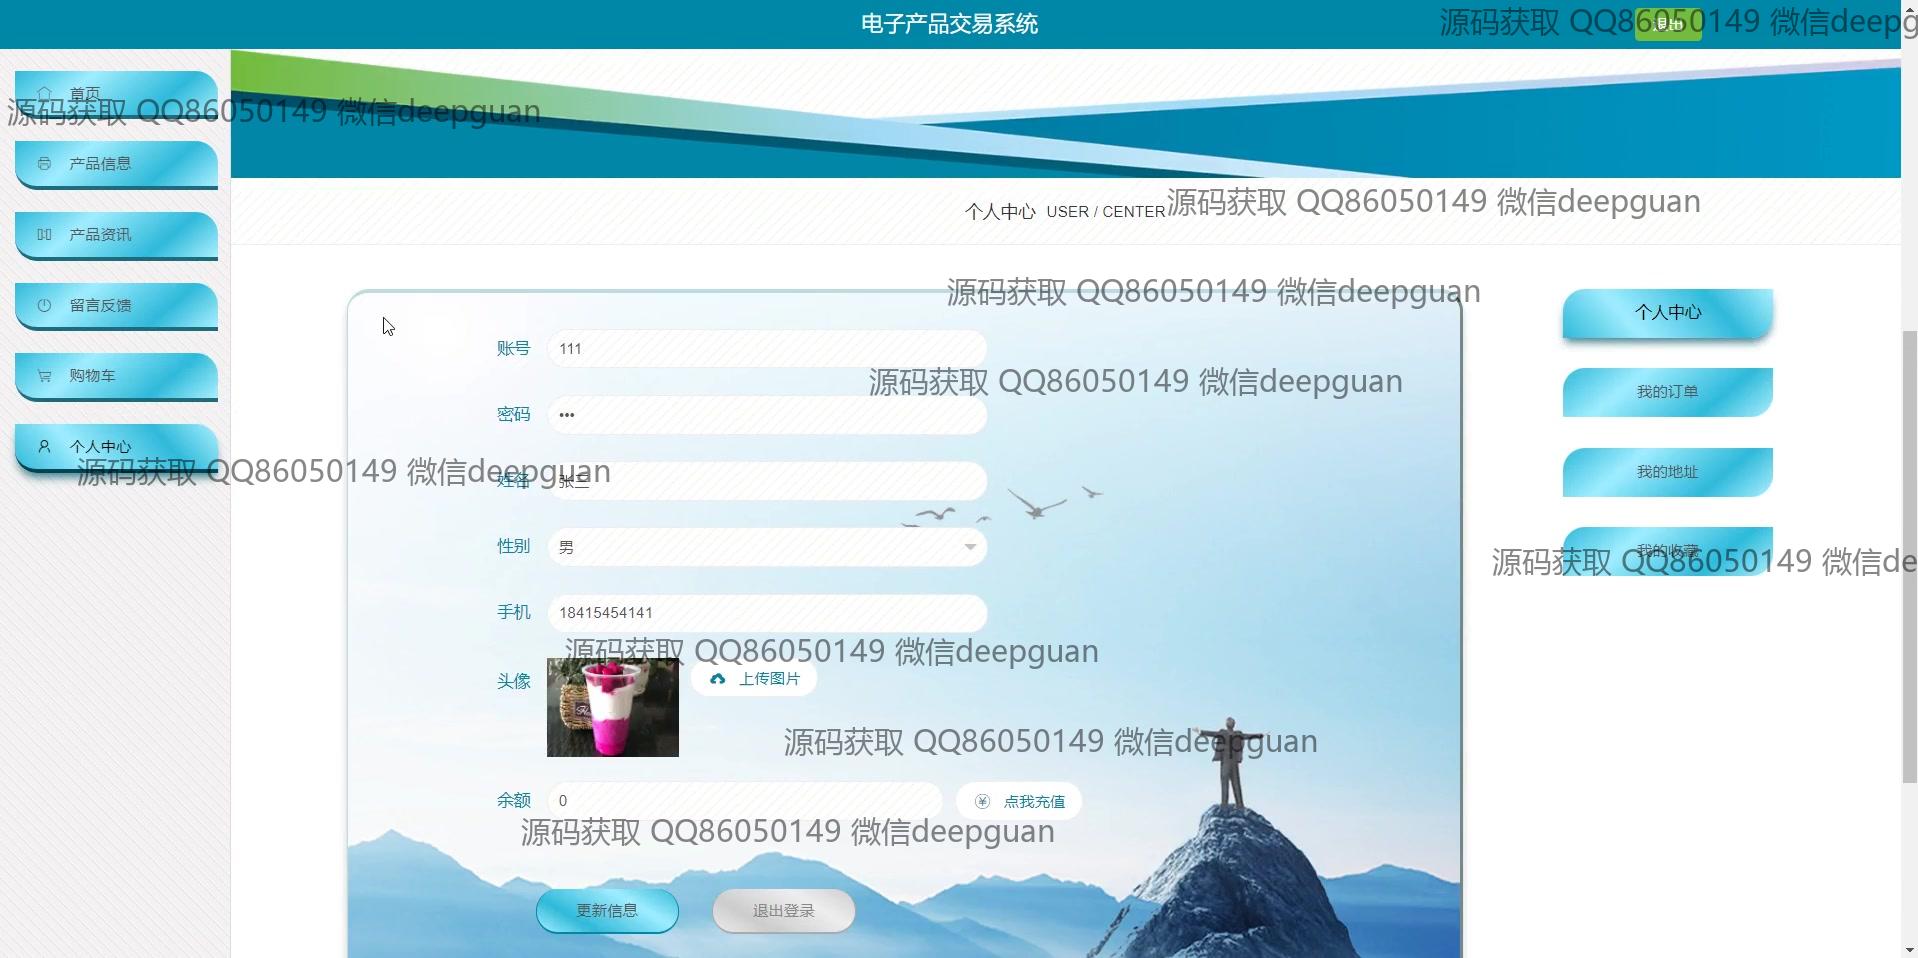 电子产品交易系统
退出
源码获取 QQ86050149 微信deepg
首页
源码获取 QQ86050149 微信deepguan
产品信息
产品资讯
留言反馈
购物车
个人中心
源码获取 QQ86050149 微信deepguan
个人中心 USER / CENTER
源码获取 QQ86050149 微信deepguan
源码获取 QQ86050149 微信deepguan
账号 111
源码获取 QQ86050149 微信deepguan
密码 •••
姓名 张三
性别 男
手机 18415454141
源码获取 QQ86050149 微信deepguan
头像 上传图片
源码获取 QQ86050149 微信deepguan
余额 0 点我充值
源码获取 QQ86050149 微信deepguan
更新信息 退出登录
个人中心
我的订单
我的地址
我的收藏
源码获取 QQ86050149 微信de